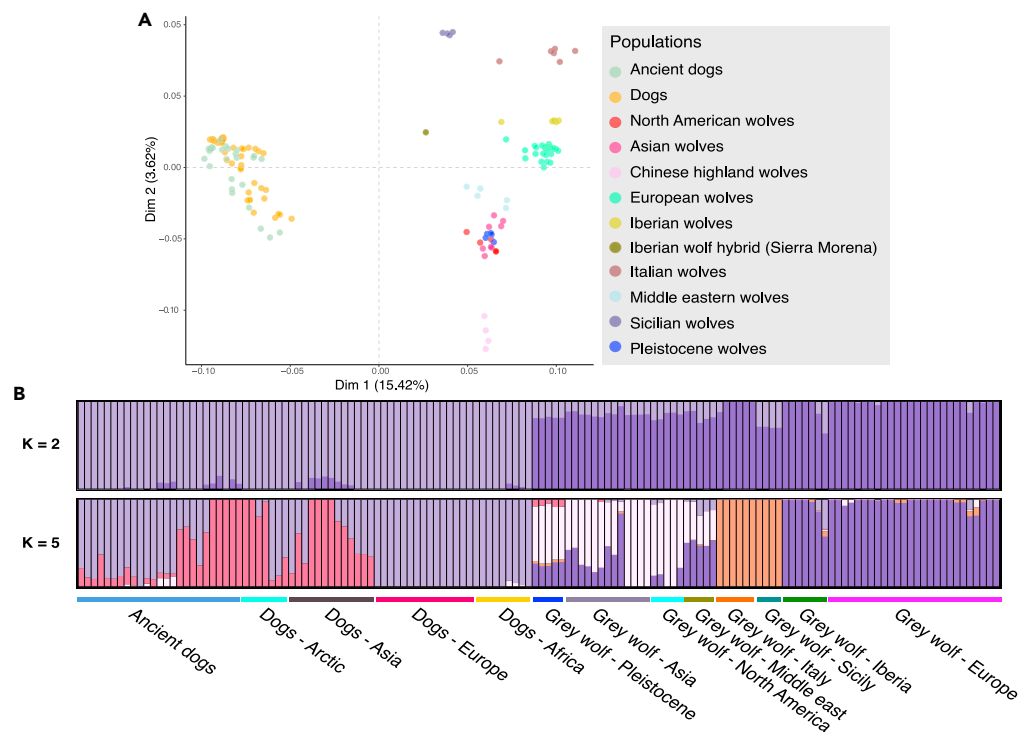 A
0.05
0.05
0.00
−0.05
−0.10
Dim 2 (3.62%)
−0.10
−0.05
0.00
0.05
0.10
Dim 1 (15.42%)
Populations
Ancient dogs
Dogs
North American wolves
Asian wolves
Chinese highland wolves
European wolves
Iberian wolves
Iberian wolf hybrid (Sierra Morena)
Italian wolves
Middle eastern wolves
Sicilian wolves
Pleistocene wolves
B
K = 2
K = 5
Ancient dogs
Dogs - Arctic
Dogs - Asia
Dogs - Europe
Dogs - Africa
Grey wolf - Pleistocene
Grey wolf - Asia
Grey wolf - North America
Grey wolf - Middle east
Grey wolf - Italy
Grey wolf - Sicily
Grey wolf - Iberia
Grey wolf - Europe